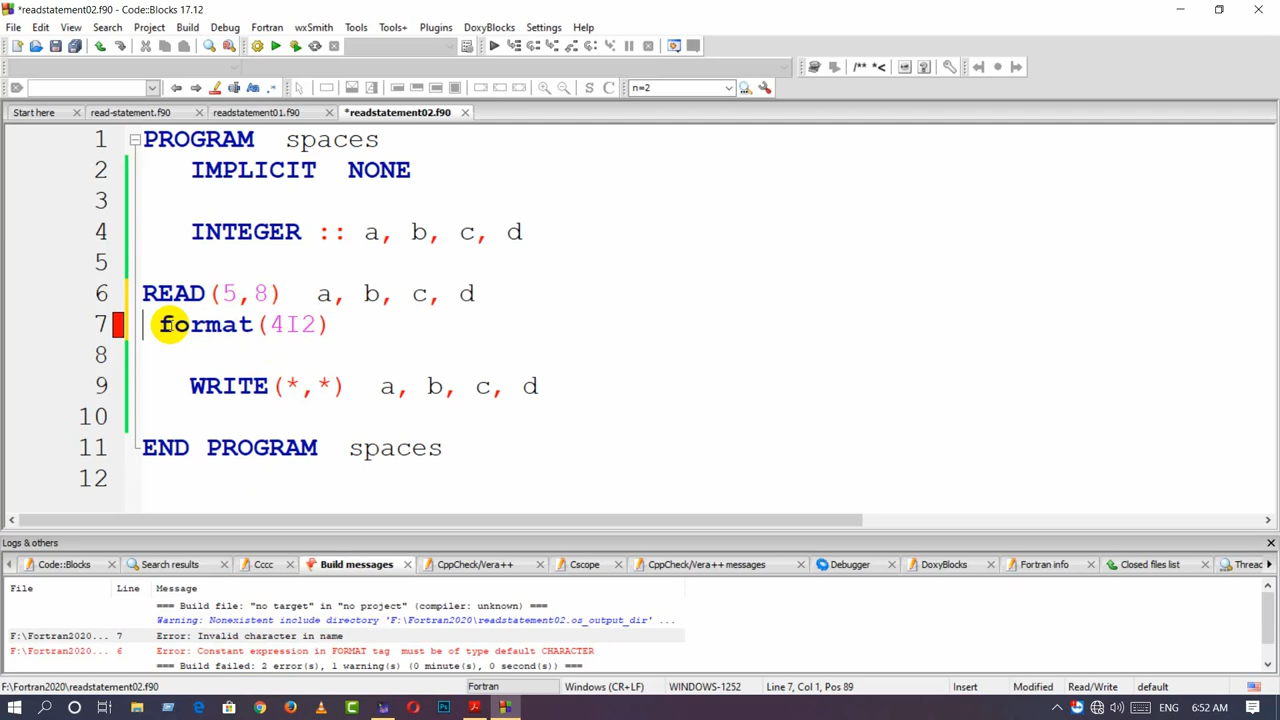 *readstatement02.f90 - Code::Blocks 17.12
File Edit View Search Project Build Debug Fortran wxSmith Tools Tools+ Plugins DoxyBlocks Settings Help
/** *<
S C n=2
Start here read-statement.f90 readstatement01.f90 *readstatement02.f90
1 PROGRAM spaces
2 IMPLICIT NONE
3
4 INTEGER :: a, b, c, d
5
6 READ(5,8) a, b, c, d
7 format(4I2)
8
9 WRITE(*,*) a, b, c, d
10
11 END PROGRAM spaces
12
Logs & others
Code::Blocks Search results Cccc Build messages CppCheck/Vera++ Cscope CppCheck/Vera++ messages Debugger DoxyBlocks Fortran info Closed files list Threa
File Line Message
=== Build file: "no target" in "no project" (compiler: unknown) ===
Warning: Nonexistent include directory 'F:\Fortran2020\readstatement02.os_output_dir' ...
F:\Fortran2020... 7 Error: Invalid character in name
F:\Fortran2020... 6 Error: Constant expression in FORMAT tag must be of type default CHARACTER
=== Build failed: 2 error(s), 1 warning(s) (0 minute(s), 0 second(s)) ===
F:\Fortran2020\readstatement02.f90 Fortran Windows (CR+LF) WINDOWS-1252 Line 7, Col 1, Pos 89 Insert Modified Read/Write default
ENG 6:52 AM